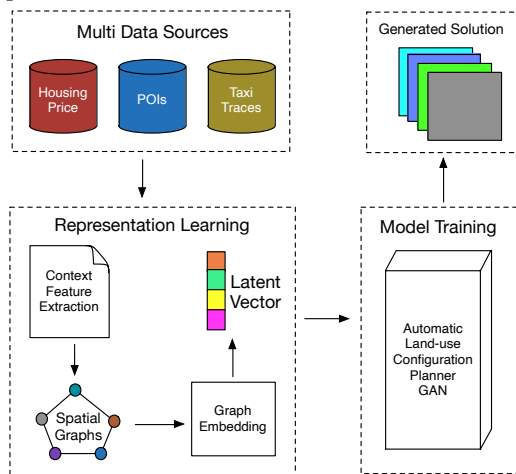 Multi Data Sources
Housing
Price
POIs
Taxi
Traces
Generated Solution
Representation Learning
Context
Feature
Extraction
Latent
Vector
Spatial
Graphs
Graph
Embedding
Model Training
Automatic
Land-use
Configuration
Planner
GAN